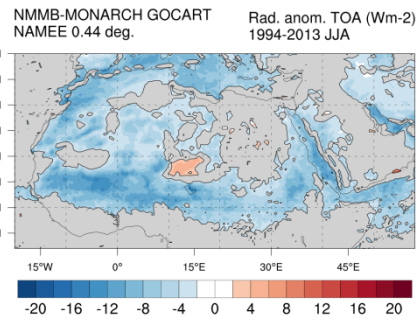 NMMB-MONARCH GOCART
NAMEE 0.44 deg.
Rad. anom. TOA (Wm-2)
1994-2013 JJA
15°W 0° 15°E 30°E 45°E
-20 -16 -12 -8 -4 0 4 8 12 16 20